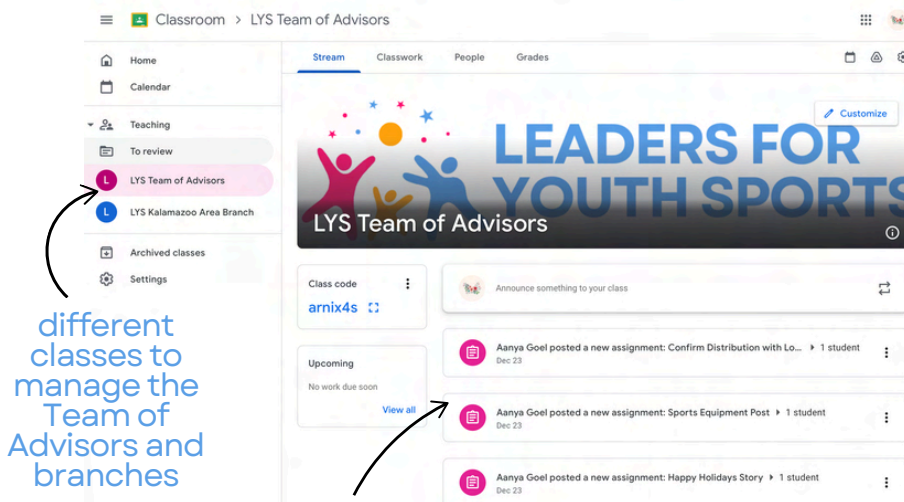 Classroom > LYS Team of Advisors
Home
Calendar
Teaching
To review
L LYS Team of Advisors
L LYS Kalamazoo Area Branch
Archived classes
Settings
different
classes to
manage the
Team of
Advisors and
branches
Stream Classwork People Grades
Customize
LEADERS FOR
YOUTH SPORTS
LYS Team of Advisors
Class code
arnix4s
Upcoming
No work due soon
View all
Announce something to your class
Aanya Goel posted a new assignment: Confirm Distribution with Lo... 1 student
Dec 23
Aanya Goel posted a new assignment: Sports Equipment Post 1 student
Dec 23
Aanya Goel posted a new assignment: Happy Holidays Story 1 student
Dec 23